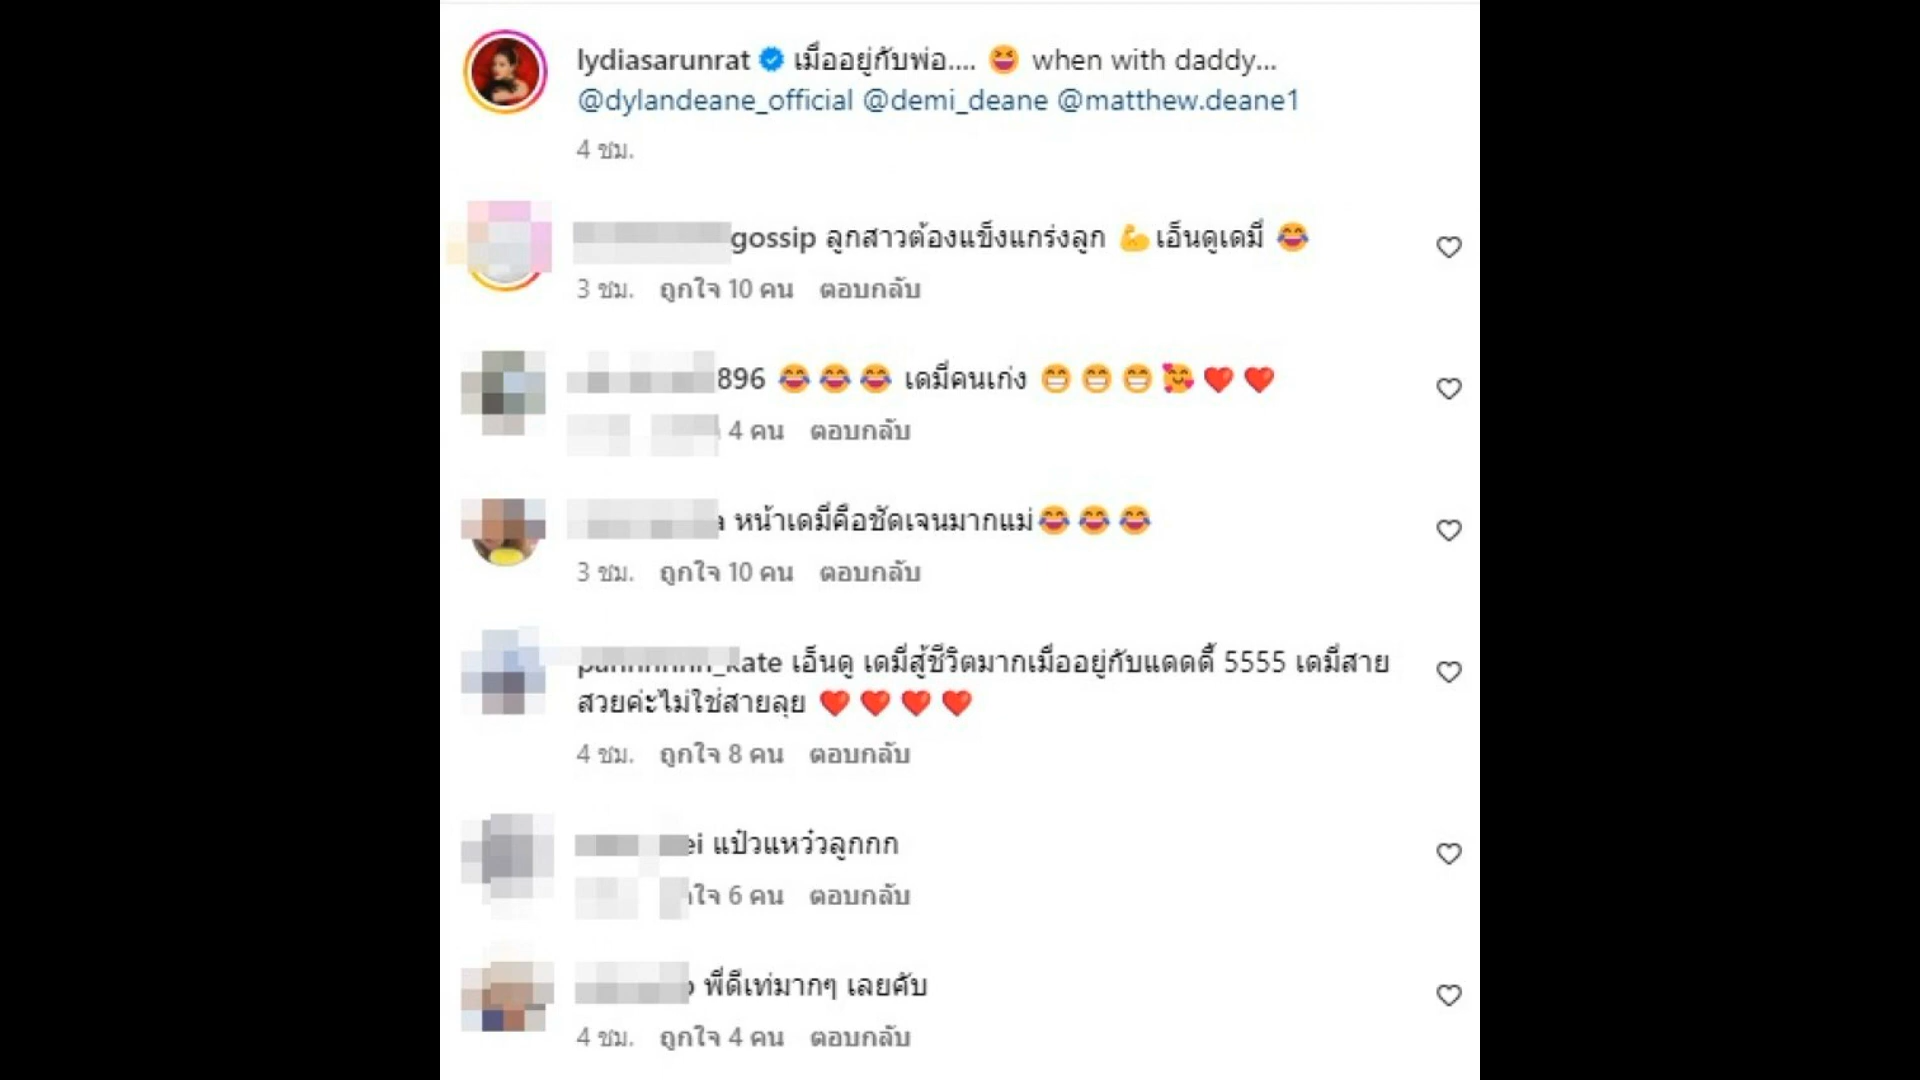 lydiasarunrat เมื่ออยู่กับพ่อ.... 😆 when with daddy...
@dylandeane_official @demi_deane @matthew.deane1
4 ชม.
gossip ลูกสาวต้องแข็งแกร่งลูก 💪 เอ็นดูเดมี่ 😂
3 ชม. ถูกใจ 10 คน ตอบกลับ
896 😂😂😂 เดมี่คนเก่ง 😁😁😁🥰❤️❤️
4 คน ตอบกลับ
หน้าเดมี่คือชัดเจนมากแม่😂😂😂
3 ชม. ถูกใจ 10 คน ตอบกลับ
_kate เอ็นดู เดมี่สู้ชีวิตมากเมื่ออยู่กับแดดดี้ 5555 เดมี่สาย
สวยค่ะไม่ใช่สายลุย ❤️❤️❤️❤️
4 ชม. ถูกใจ 8 คน ตอบกลับ
ei แป๋วแหว๋วลูกกก
6 คน ตอบกลับ
พี่ดีเท่มากๆ เลยคับ
4 ชม. ถูกใจ 4 คน ตอบกลับ